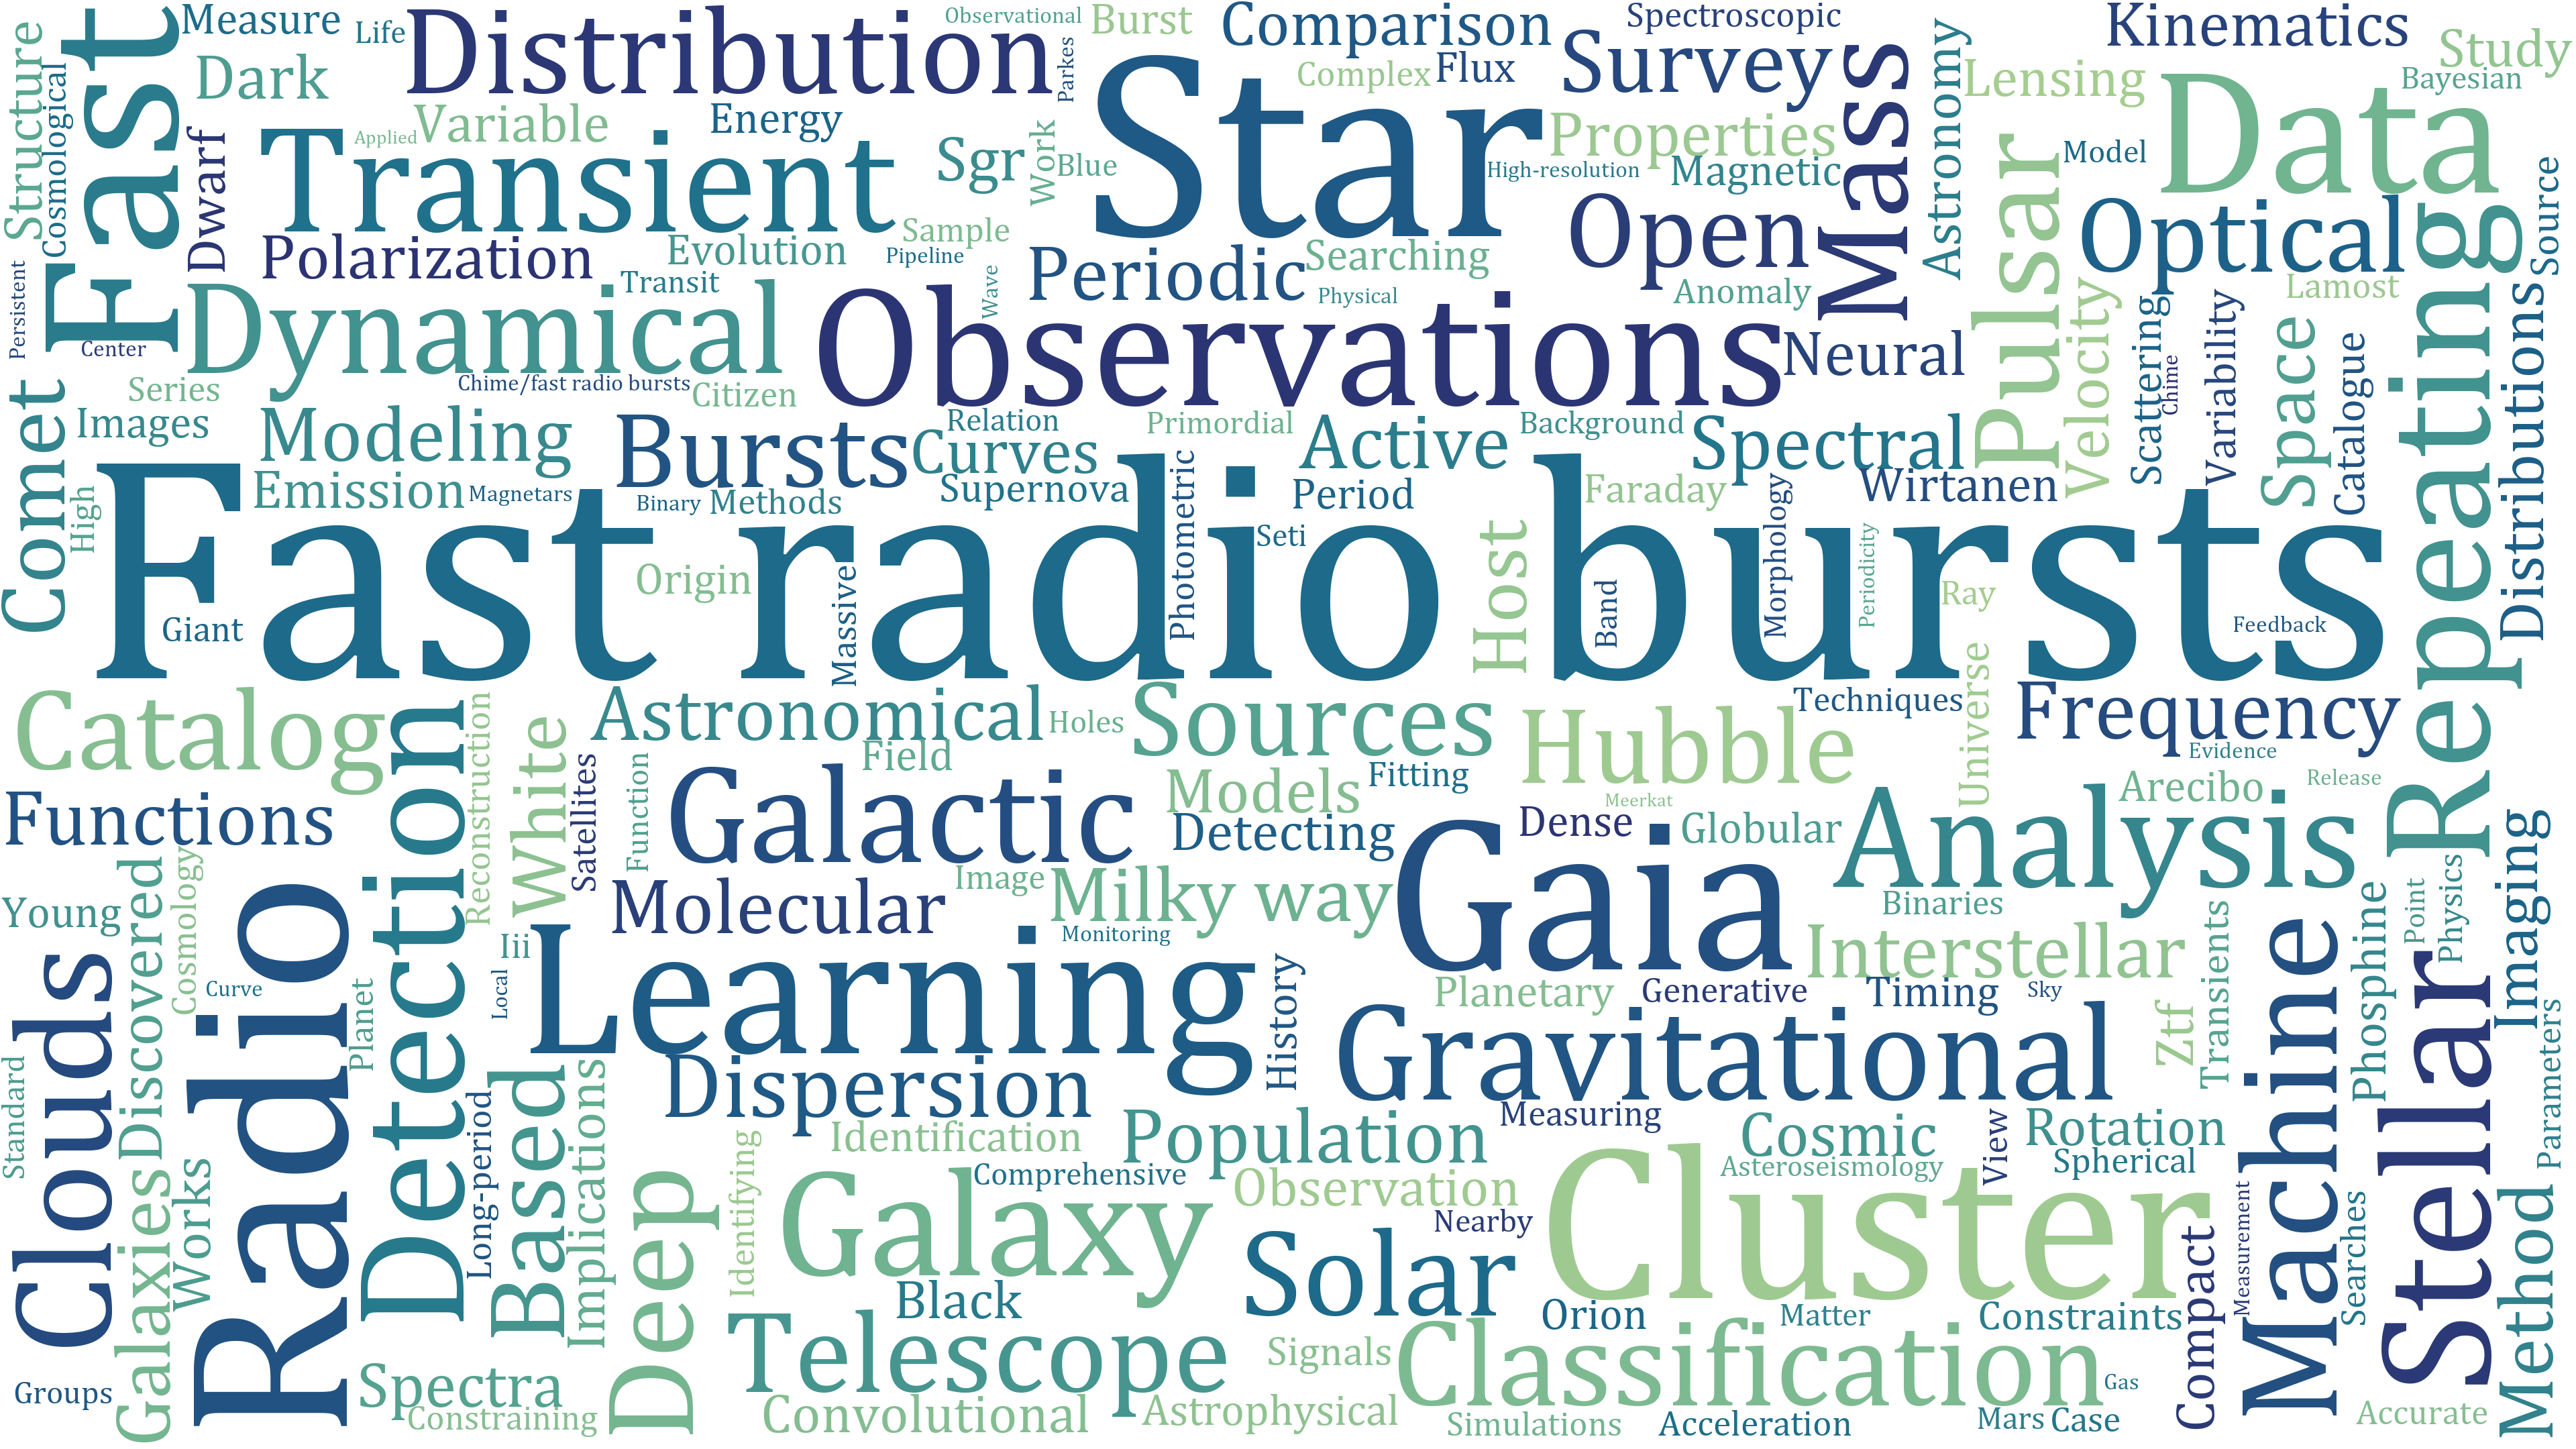 Structure
Cosmological
Fast
Measure
Life
Distribution
Observational
Burst
Parkes
Comparison
Spectroscopic
Survey
Complex
Flux
Mass
Astronomy
Kinematics
Study
Lensing
Bayesian
Data
Dark
Variable
Energy
Star
Applied
Dwarf
Transient
Sgr
Work
Blue
Properties
High-resolution
Magnetic
Pulsar
Model
Optical
Source
Polarization
Evolution
Sample
Pipeline
Transit
Wave
Periodic
Searching
Physical
Open
Anomaly
Lamost
Repeating
Persistent
Center
Dynamical
Observations
Neural
Velocity
Scattering
Chime
Variability
Space
Catalogue
Distributions
Series
Chime/fast radio bursts
Citizen
Comet
Images
Modeling
Bursts
Relation
Curves
Primordial
Active
Background
Spectral
High
Emission
Magnetars
Binary
Methods
Supernova
Photometric
Period
Faraday
Morphology
Wirtanen
Fast radio bursts
Seti
Host
Band
Periodicity
Ray
Origin
Giant
Massive
Feedback
Catalog
Detection
Reconstruction
White
Astronomical
Holes
Sources
Hubble
Techniques
Universe
Frequency
Evidence
Functions
Satellites
Function
Field
Galactic
Models
Fitting
Meerkat
Arecibo
Release
Detecting
Gaia
Dense
Globular
Analysis
Imaging
Young
Discovered
Cosmology
Radio
Molecular
Image
Milky way
Binaries
Phosphine
Point
Physics
Iii
Learning
Monitoring
Interstellar
Transients
Machine
Clouds
Curve
Planet
Local
History
Planetary
Generative
Timing
Sky
Ztf
Stellar
Parameters
Standard
Galaxies
Works
Long-period
Based
Implications
Dispersion
Gravitational
Measuring
Identification
Identifying
Population
Cosmic
View
Rotation
Deep
Galaxy
Comprehensive
Observation
Cluster
Asteroseismology
Spherical
Nearby
Compact
Measurement
Searches
Method
Black
Solar
Orion
Matter
Constraints
Groups
Spectra
Telescope
Signals
Classification
Gas
Constraining
Convolutional
Astrophysical
Simulations
Acceleration
Mars
Case
Accurate